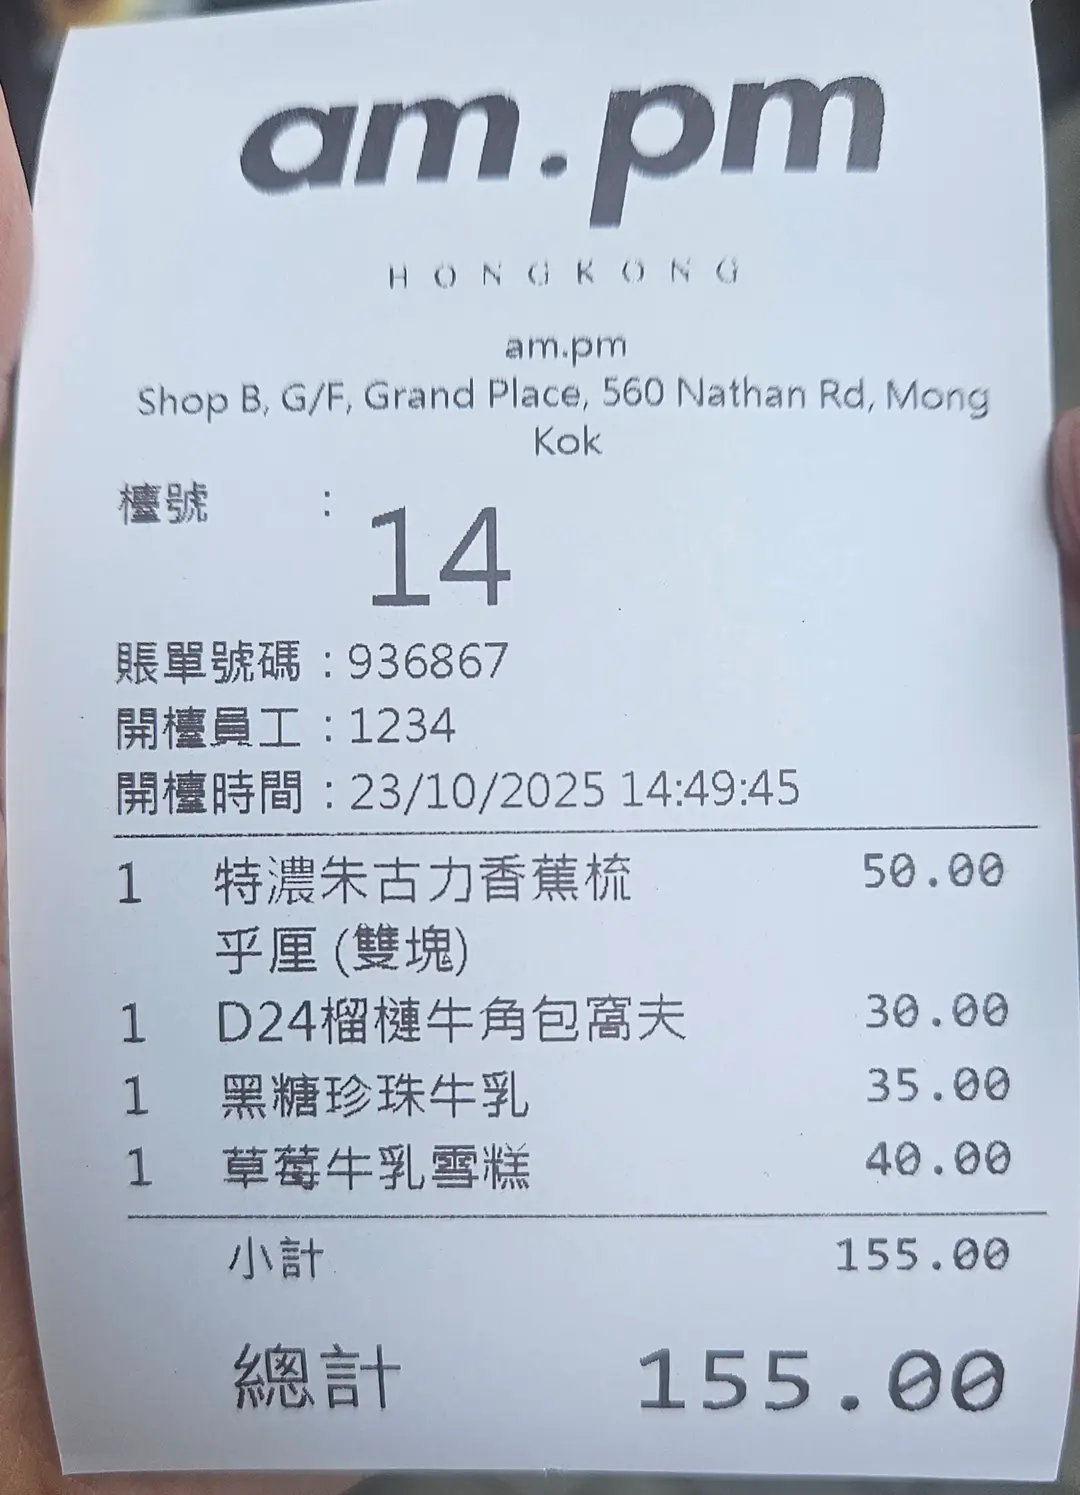 am.pm
HONGKONG
am.pm
Shop B, G/F, Grand Place, 560 Nathan Rd, Mong
Kok
檯號 : 14
賬單號碼 : 936867
開檯員工 : 1234
開檯時間 : 23/10/2025 14:49:45
1 特濃朱古力香蕉梳 50.00
乎厘 (雙塊)
1 D24榴槤牛角包窩夫 30.00
1 黑糖珍珠牛乳 35.00
1 草莓牛乳雪糕 40.00
小計 155.00
總計 155.00